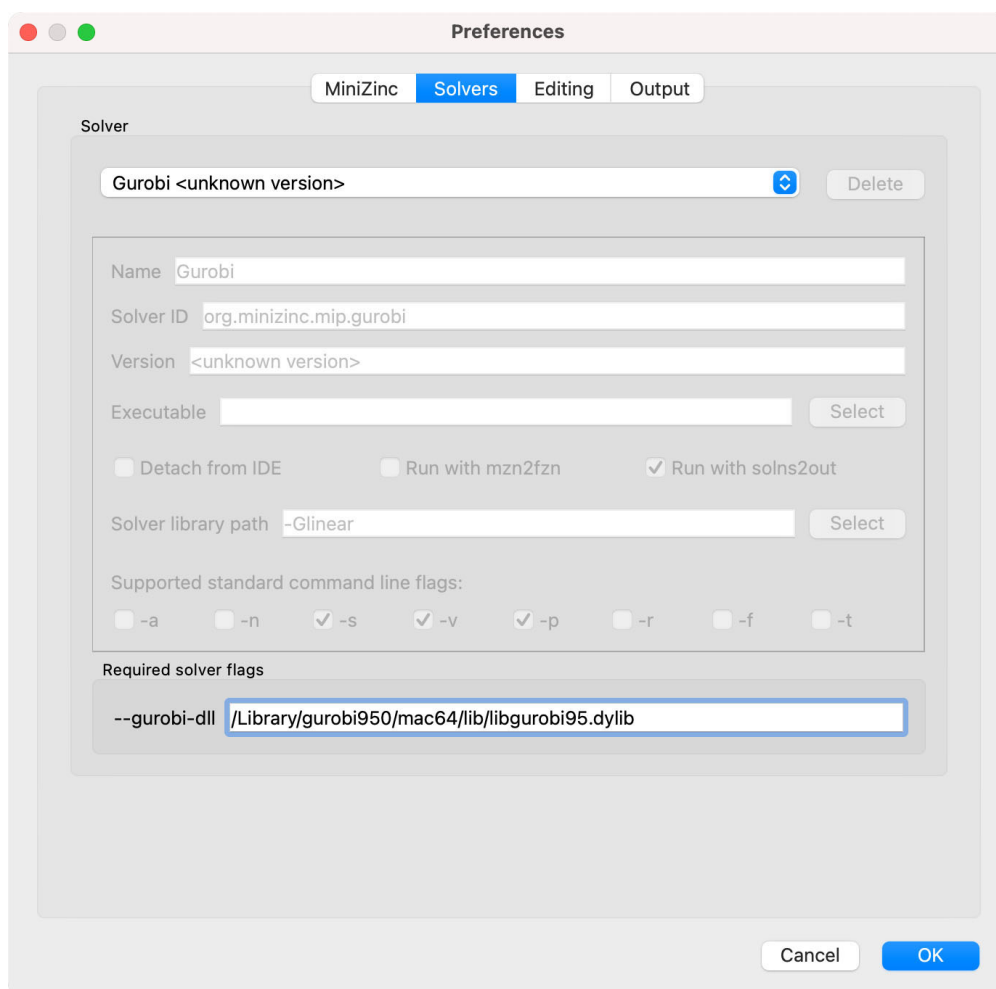 Preferences
MiniZinc Solvers Editing Output
Solver
Gurobi <unknown version> Delete
Name Gurobi
Solver ID org.minizinc.mip.gurobi
Version <unknown version>
Executable Select
Detach from IDE Run with mzn2fzn Run with solns2out
Solver library path -Glinear Select
Supported standard command line flags:
-a -n -s -v -p -r -f -t
Required solver flags
--gurobi-dll /Library/gurobi950/mac64/lib/libgurobi95.dylib
Cancel OK